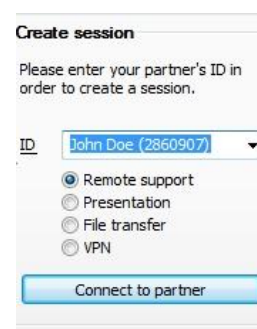 Create session
Please enter your partner's ID in
order to create a session.
ID John Doe (2860907)
Remote support
Presentation
File transfer
VPN
Connect to partner